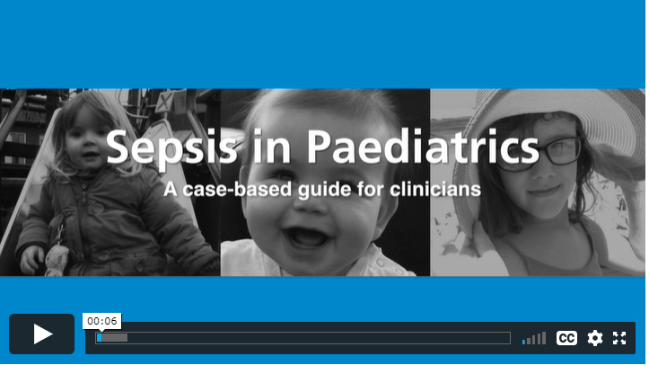 Sepsis in Paediatrics
A case-based guide for clinicians
00:06
CC